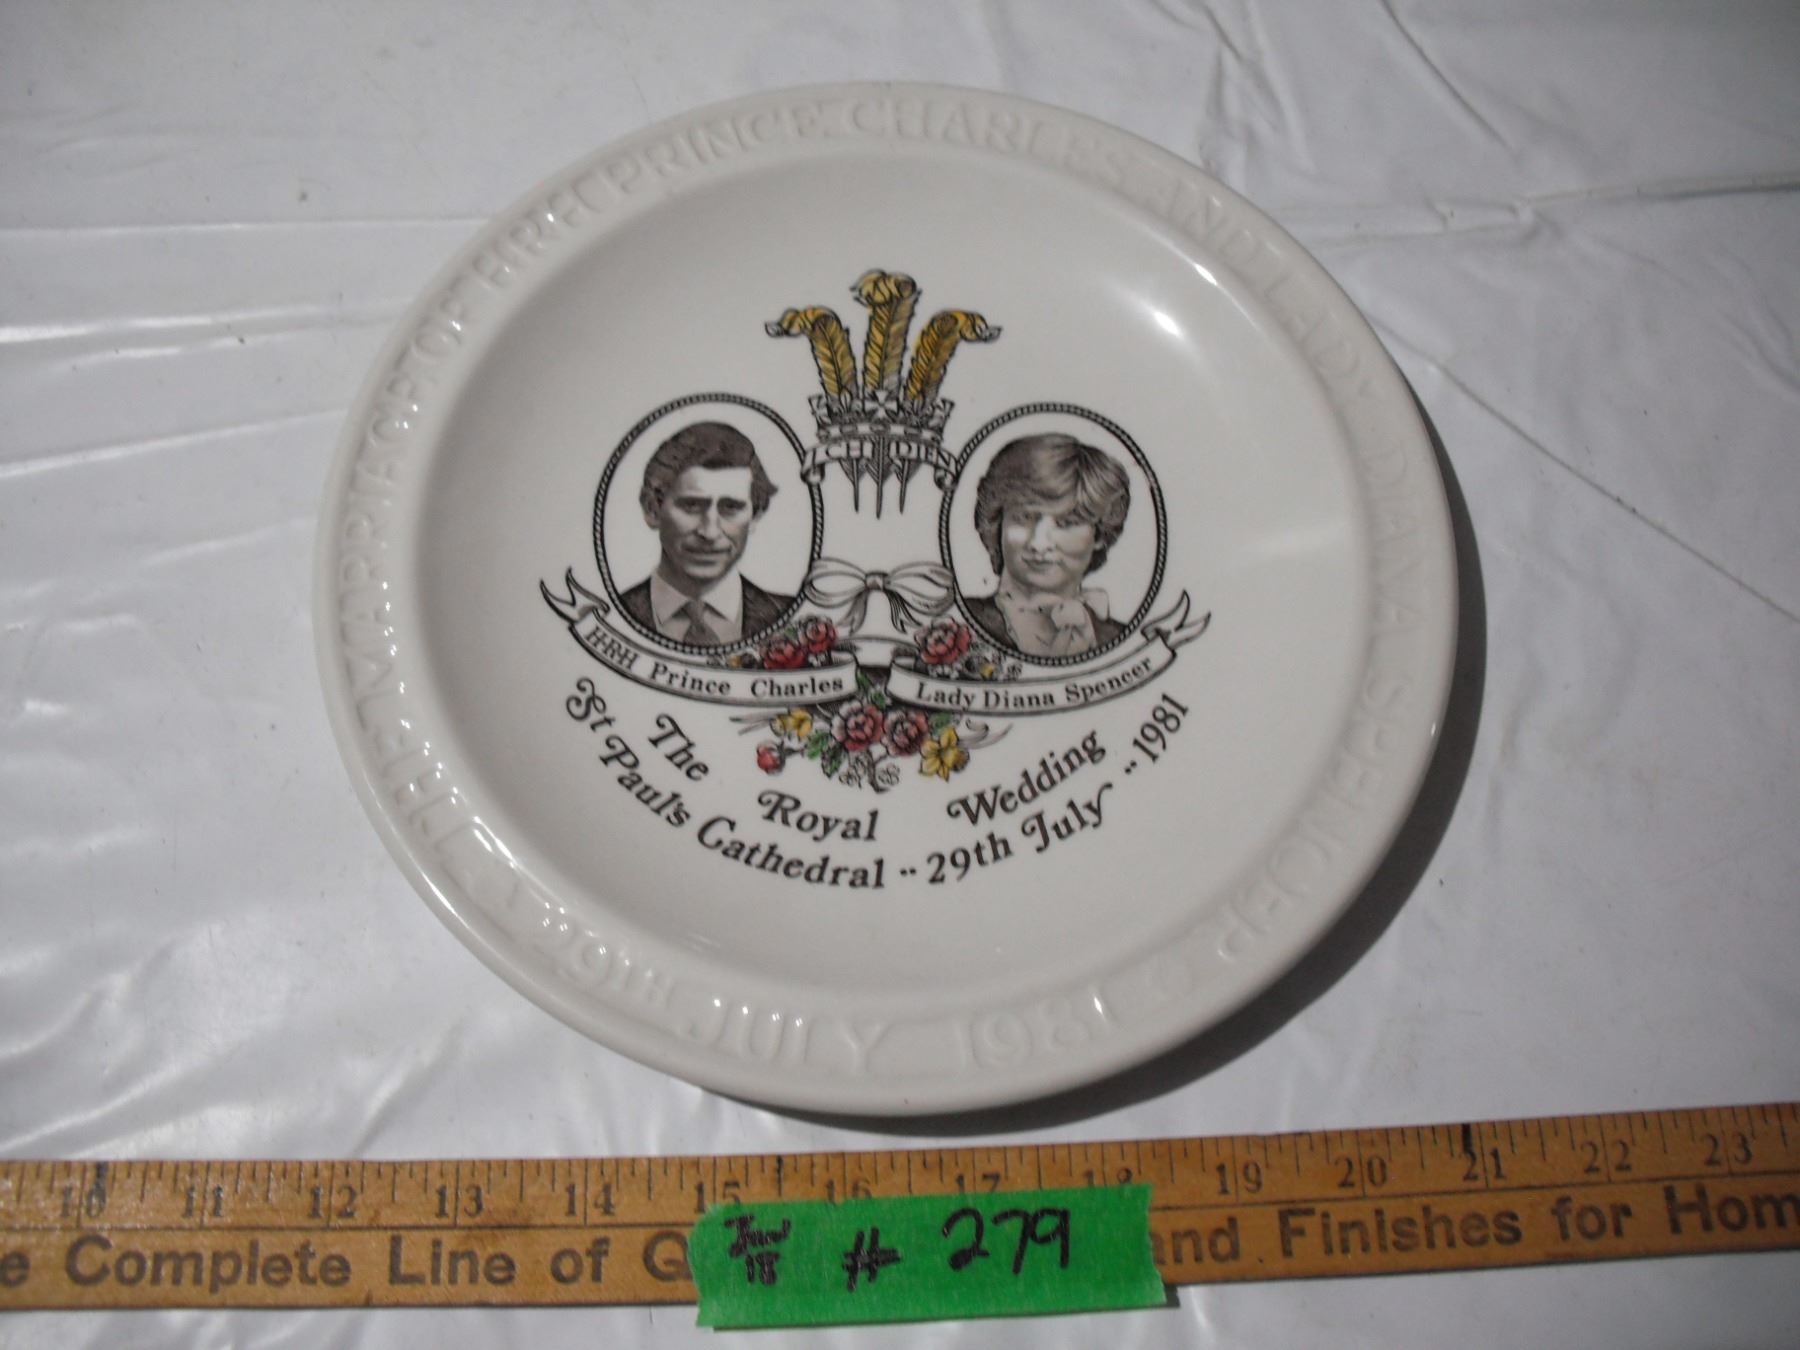 THE MARRIAGE OF HRH PRINCE CHARLES AND LADY DIANA SPENCER
29TH JULY 1981
ICH DIEN
HRH Prince Charles
Lady Diana Spencer
The Royal Wedding
St Paul's Cathedral ·· 29th July ·· 1981
10 11 12 13 14 15 16 17 18 19 20 21 22 23
e Complete Line of Q and Finishes for Hom
# 279
18